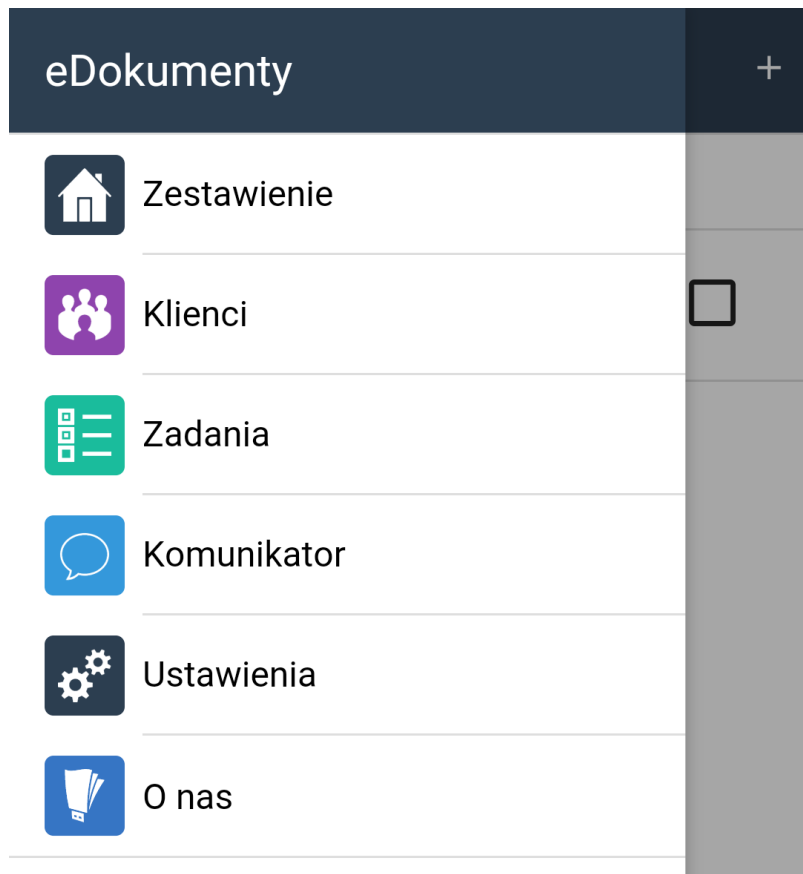 eDokumenty
+
Zestawienie
Klienci
Zadania
Komunikator
Ustawienia
O nas